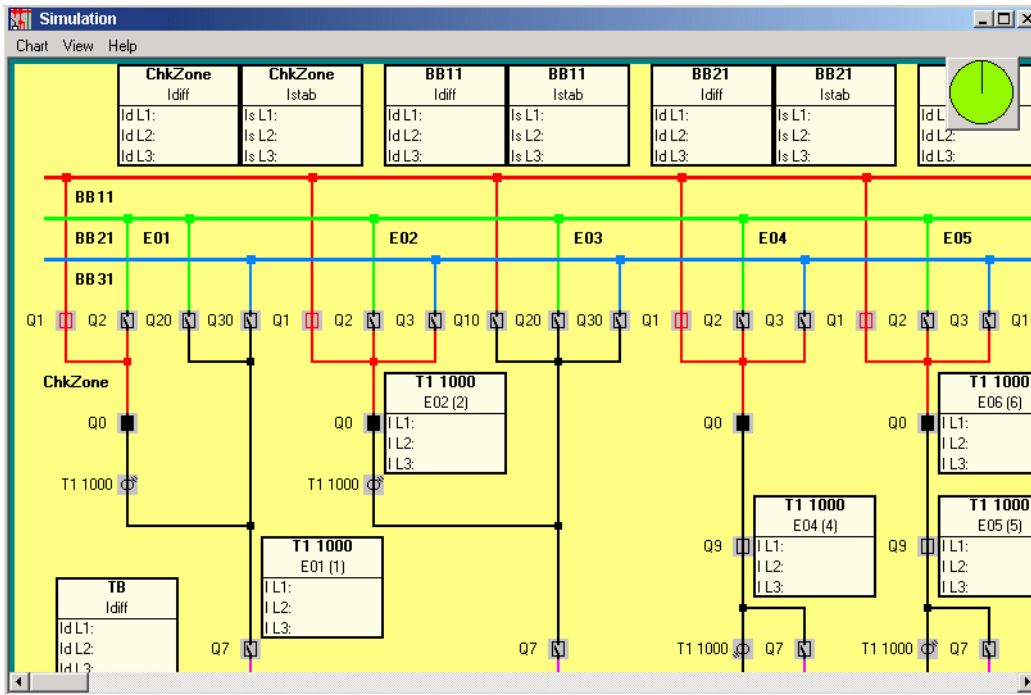 Simulation
Chart View Help
ChkZone ChkZone BB11 BB11 BB21 BB21
Idiff Istab Idiff Istab Idiff Istab
Id L1: Is L1: Id L1: Is L1: Id L1: Is L1: Id L
Id L2: Is L2: Id L2: Is L2: Id L2: Is L2: Id L2:
Id L3: Is L3: Id L3: Is L3: Id L3: Is L3: Id L3:
BB11
BB21 E01 E02 E03 E04 E05
BB31
Q1 Q2 Q20 Q30 Q1 Q2 Q3 Q10 Q20 Q30 Q1 Q2 Q3 Q1 Q2 Q3 Q1
ChkZone T1 1000 T1 1000
E02 (2) E06 (6)
Q0 Q0 I L1: Q0 Q0 I L1:
I L2: I L2:
I L3: I L3:
T1 1000 T1 1000
T1 1000 T1 1000
E04 (4) E05 (5)
T1 1000 Q9 I L1: Q9 I L1:
E01 (1) I L2: I L2:
TB I L1: I L3: I L3:
Idiff I L2:
Id L1: I L3:
Id L2: Q7 Q7 T1 1000 Q7 T1 1000 Q7
Id L3: